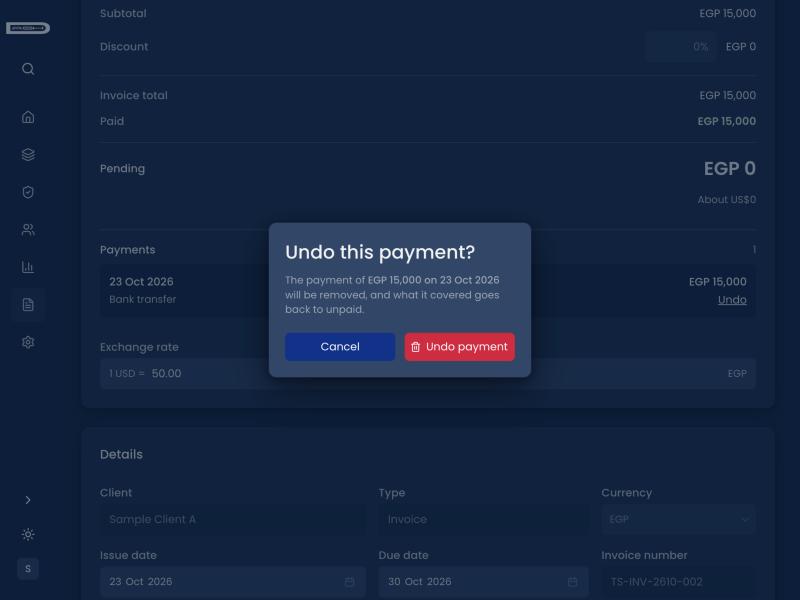 Subtotal EGP 15,000
Discount 0% EGP 0
Invoice total EGP 15,000
Paid EGP 15,000
Pending EGP 0
About US$0
Payments 1
23 Oct 2026 EGP 15,000
Bank transfer Undo
Exchange rate
1 USD = 50.00 EGP
Undo this payment?
The payment of EGP 15,000 on 23 Oct 2026
will be removed, and what it covered goes
back to unpaid.
Cancel Undo payment
Details
Client Type Currency
Sample Client A Invoice EGP
Issue date Due date Invoice number
23 Oct 2026 30 Oct 2026 TS-INV-2610-002
S